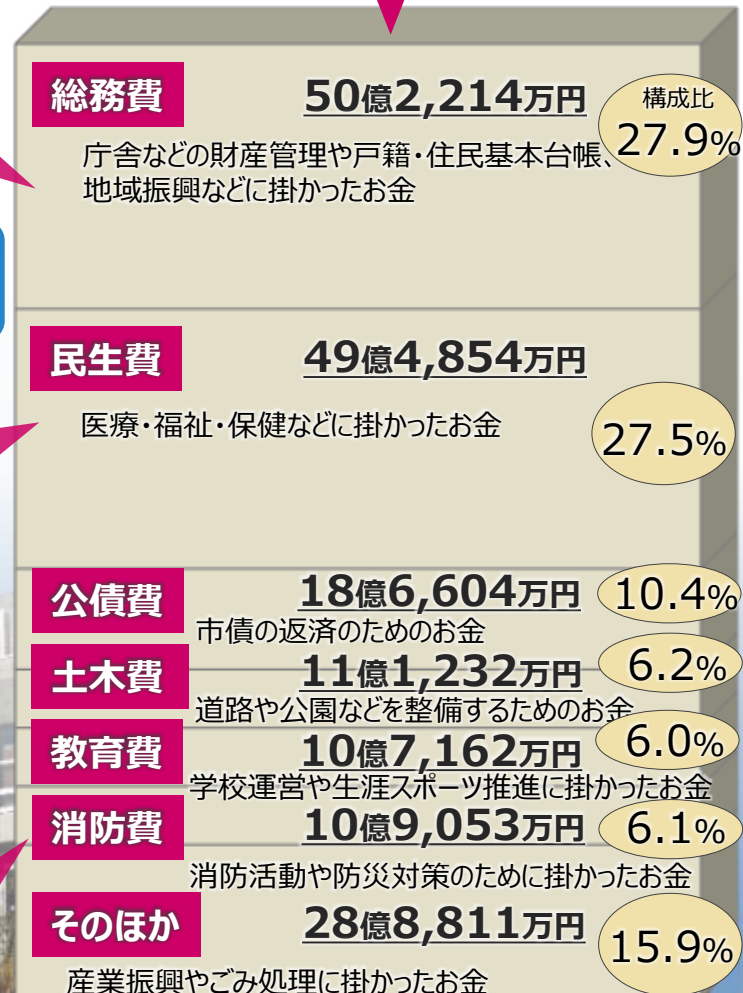 総務費 50億2,214万円
構成比
27.9%
庁舎などの財産管理や戸籍・住民基本台帳、
地域振興などに掛かったお金
民生費 49億4,854万円
医療・福祉・保健などに掛かったお金
27.5%
公債費 18億6,604万円 10.4%
市債の返済のためのお金
土木費 11億1,232万円 6.2%
道路や公園などを整備するためのお金
教育費 10億7,162万円 6.0%
学校運営や生涯スポーツ推進に掛かったお金
消防費 10億9,053万円 6.1%
消防活動や防災対策のために掛かったお金
そのほか 28億8,811万円
15.9%
産業振興やごみ処理に掛かったお金